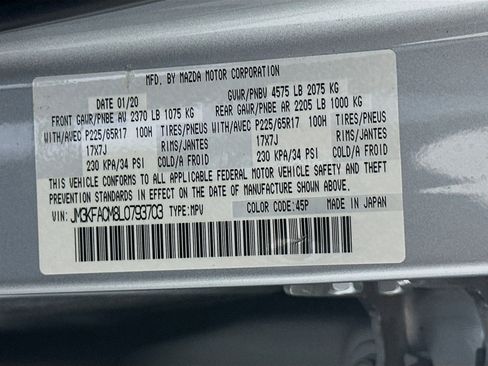 MFD. BY MAZDA MOTOR CORPORATION
DATE 01/20 GVWR/PNBV 4575 LB 2075 KG
FRONT GAWR/PNBE AV 2370 LB 1075 KG REAR GAWR/PNBE AR 2205 LB 1000 KG
WITH/AVEC P225/65R17 100H TIRES/PNEUS WITH/AVEC P225/65R17 100H TIRES/PNEUS
17X7J RIMS/JANTES 17X7J RIMS/JANTES
230 KPA/34 PSI COLD/A FROID 230 KPA/34 PSI COLD/A FROID
THIS VEHICLE CONFORMS TO ALL APPLICABLE FEDERAL MOTOR VEHICLE SAFETY,
BUMPER, AND THEFT PREVENTION STANDARDS IN EFFECT ON THE DATE OF MANUFACTURE SHOWN ABOVE.
VIN: JM3KFACM8L0793703 TYPE: MPV COLOR CODE: 45P MADE IN JAPAN